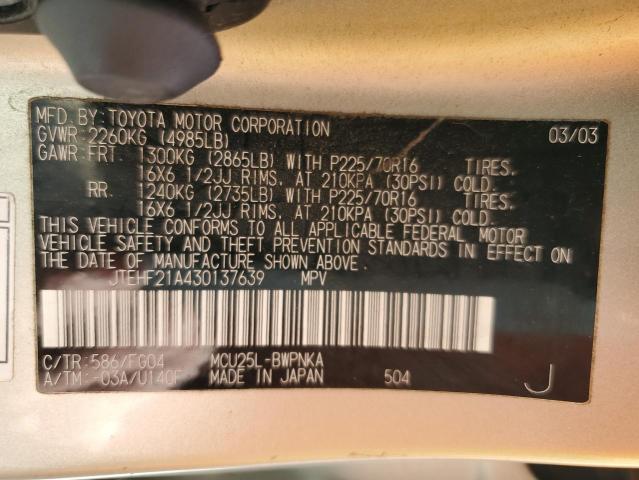 MFD. BY: TOYOTA MOTOR CORPORATION 03/03
GVWR: 2260KG (4985LB)
GAWR: FRT 1300KG (2865LB) WITH P225/70R16 TIRES.
16X6 1/2JJ RIMS, AT 210KPA (30PSI) COLD.
RR. 1240KG (2735LB) WITH P225/70R16 TIRES.
16X6 1/2JJ RIMS, AT 210KPA (30PSI) COLD.
THIS VEHICLE CONFORMS TO ALL APPLICABLE FEDERAL MOTOR
VEHICLE SAFETY AND THEFT PREVENTION STANDARDS IN EFFECT ON
THE DATE OF MANUFACTURE SHOWN ABOVE.
JTEHF21A430137639 MPV
C/TR: 586/FG04 MCU25L-BWPNKA
A/TM: -03A/U140F MADE IN JAPAN 504 J